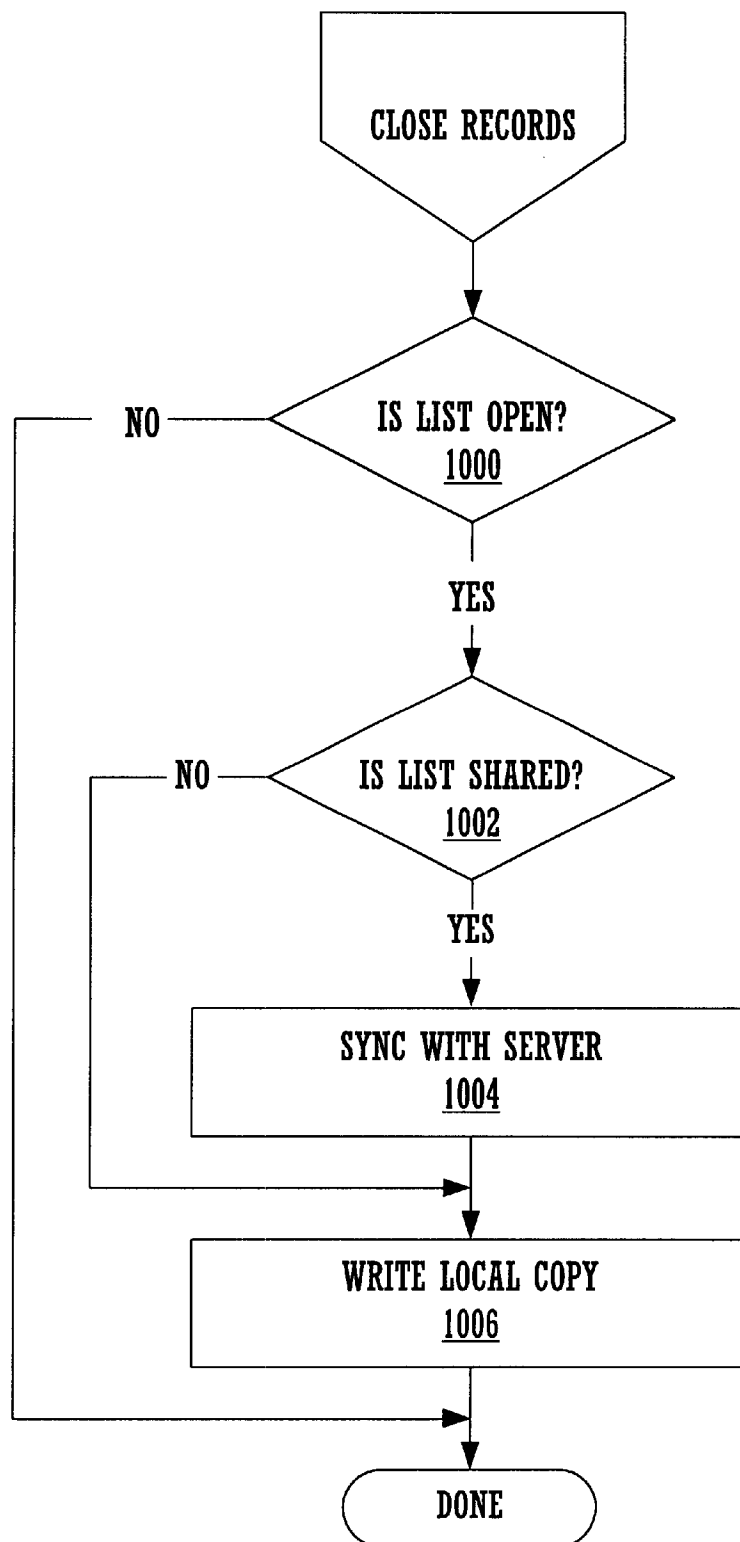 CLOSE RECORDS
IS LIST OPEN?
1000
NO
YES
IS LIST SHARED?
1002
NO
YES
SYNC WITH SERVER
1004
WRITE LOCAL COPY
1006
DONE